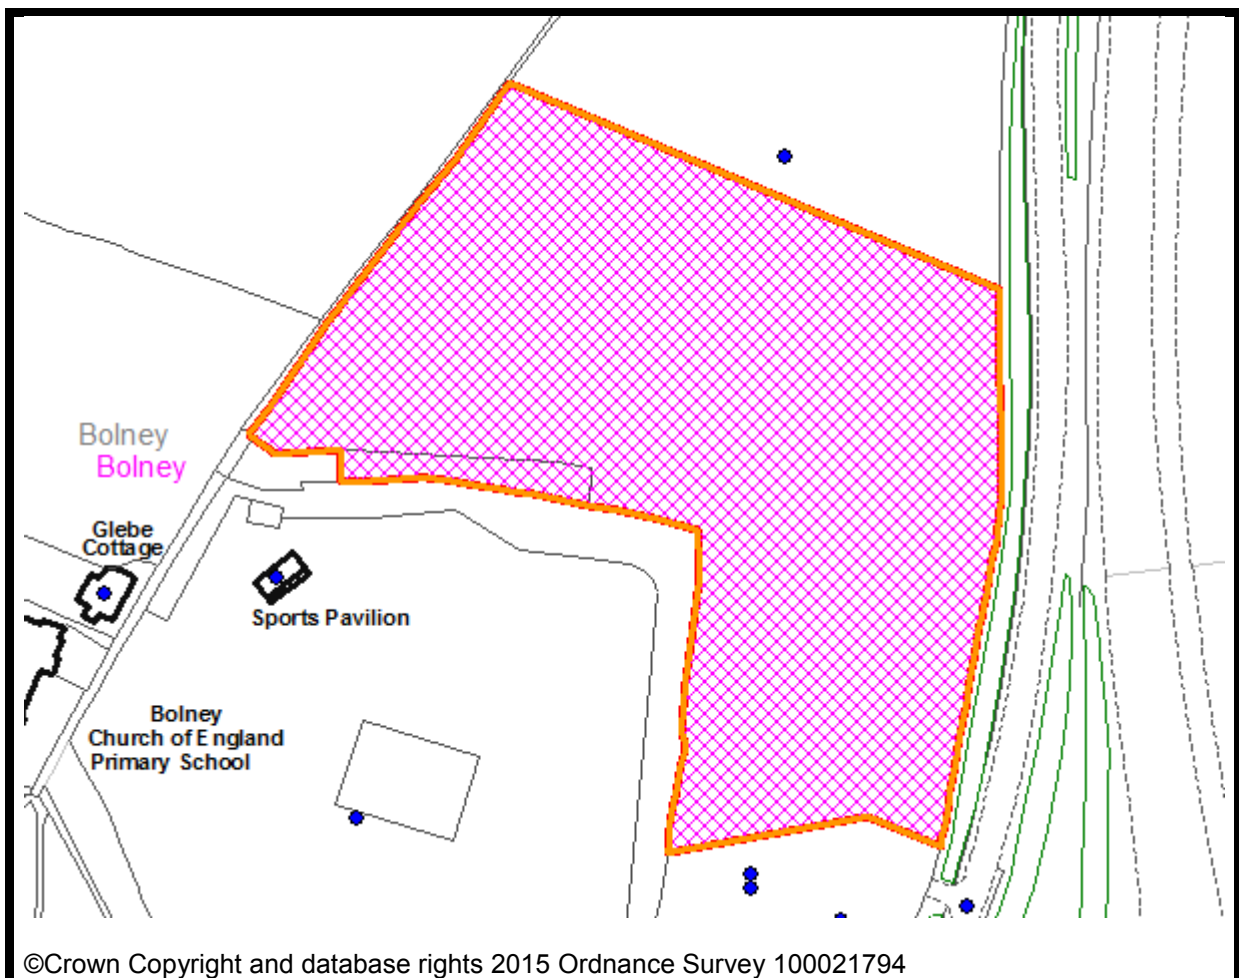 Bolney
Bolney
Glebe
Cottage
Sports Pavilion
Bolney
Church of England
Primary School
©Crown Copyright and database rights 2015 Ordnance Survey 100021794